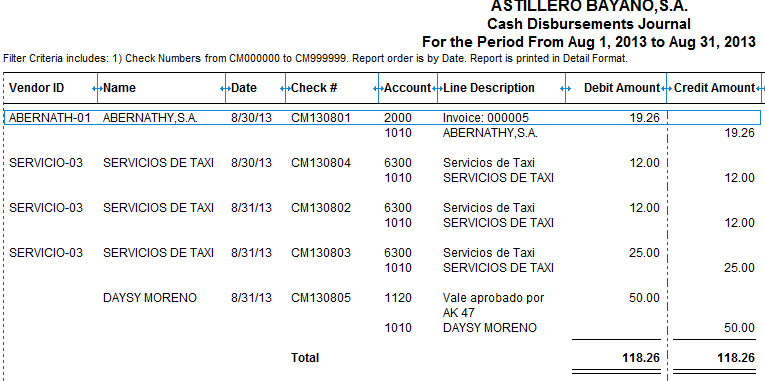 ASTILLERO BAYANO,S.A.
Cash Disbursements Journal
For the Period From Aug 1, 2013 to Aug 31, 2013
Filter Criteria includes: 1) Check Numbers from CM000000 to CM999999. Report order is by Date. Report is printed in Detail Format.
Vendor ID Name Date Check # Account Line Description Debit Amount Credit Amount
ABERNATH-01 ABERNATHY,S.A. 8/30/13 CM130801 2000 Invoice: 000005 19.26
1010 ABERNATHY,S.A. 19.26
SERVICIO-03 SERVICIOS DE TAXI 8/30/13 CM130804 6300 Servicios de Taxi 12.00
1010 SERVICIOS DE TAXI 12.00
SERVICIO-03 SERVICIOS DE TAXI 8/31/13 CM130802 6300 Servicios de Taxi 12.00
1010 SERVICIOS DE TAXI 12.00
SERVICIO-03 SERVICIOS DE TAXI 8/31/13 CM130803 6300 Servicios de Taxi 25.00
1010 SERVICIOS DE TAXI 25.00
DAYSY MORENO 8/31/13 CM130805 1120 Vale aprobado por 50.00
AK 47
1010 DAYSY MORENO 50.00
Total 118.26 118.26